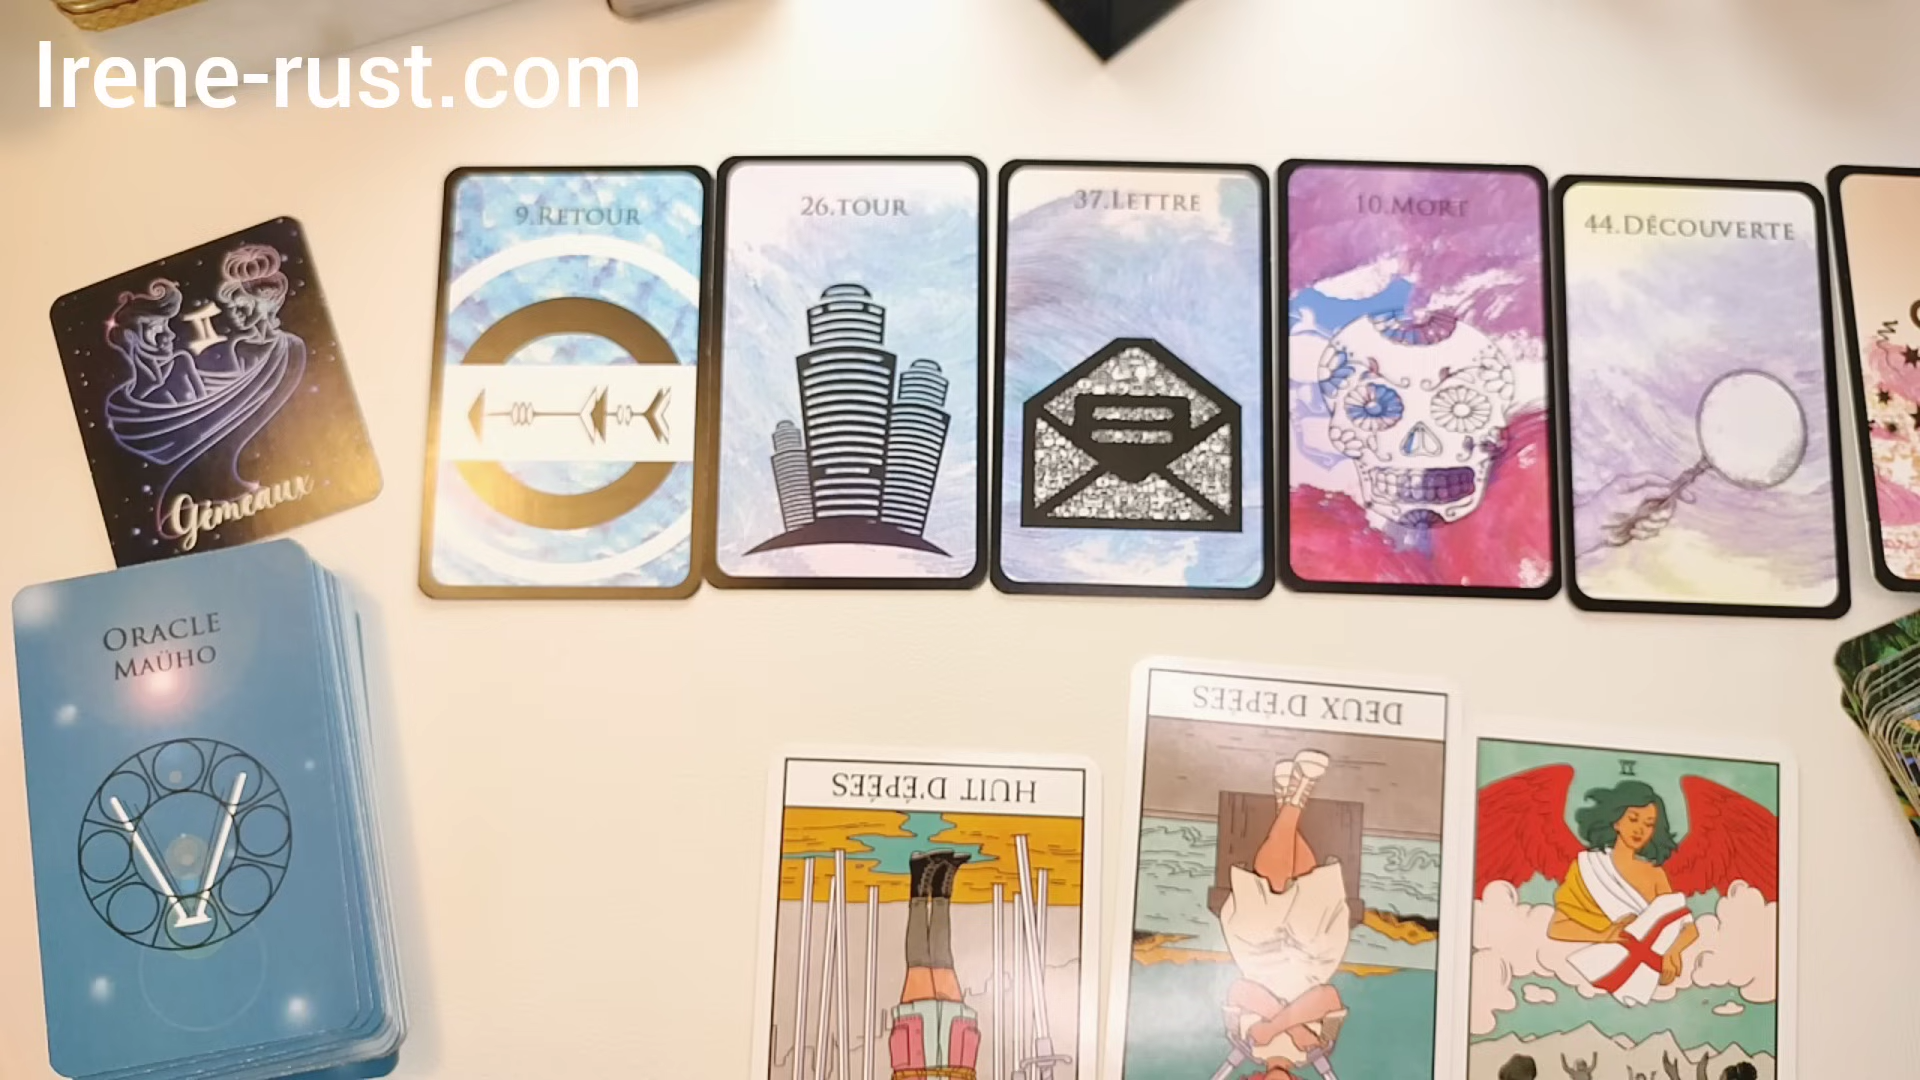 Irene-rust.com
9.RETOUR
26.TOUR
37.LETTRE
10.MORT
44.DÉCOUVERTE
Gémeaux
ORACLE
MAÜHO
HUIT D'ÉPÉES
DEUX D'ÉPÉES